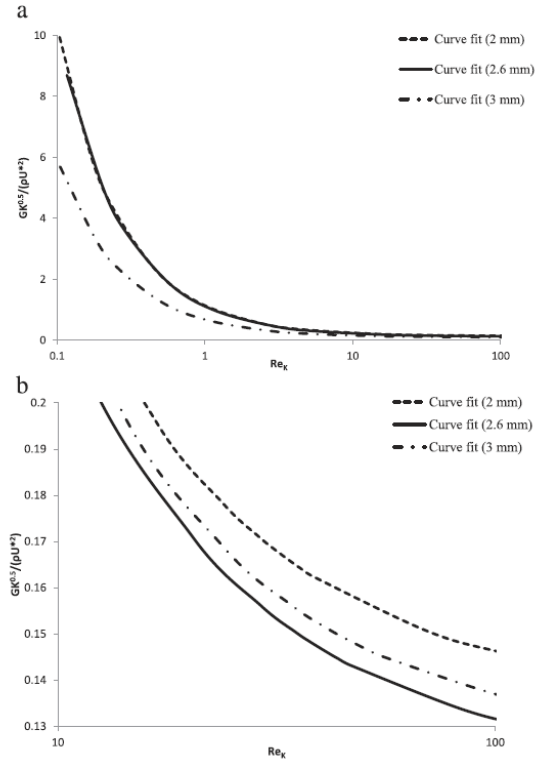 a
10
8
6
4
2
0
0.1
1
10
100
GK^0.5/(ρU*²)
Re_K
Curve fit (2 mm)
Curve fit (2.6 mm)
Curve fit (3 mm)
b
0.2
0.19
0.18
0.17
0.16
0.15
0.14
0.13
10
100
GK^0.5/(ρU*²)
Re_K
Curve fit (2 mm)
Curve fit (2.6 mm)
Curve fit (3 mm)